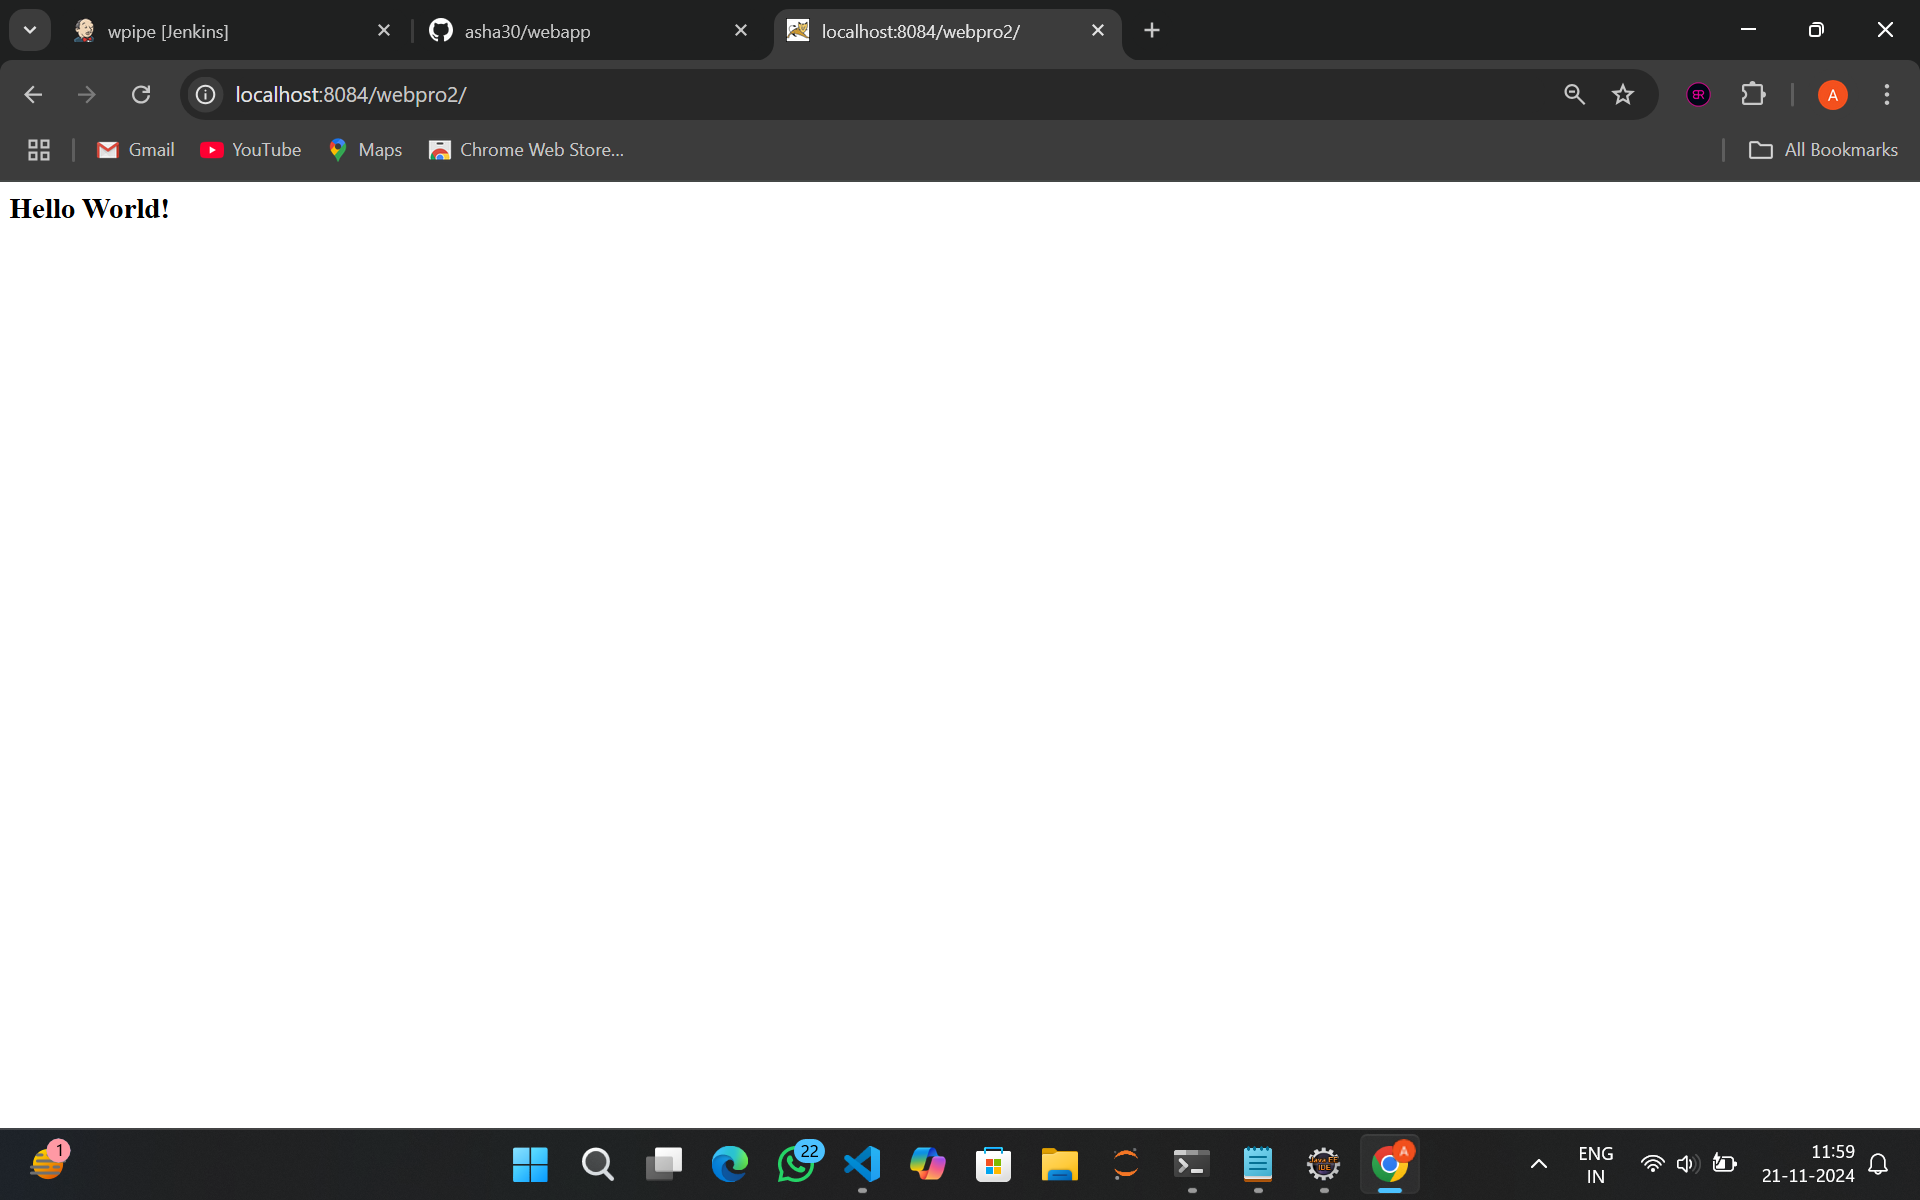 wpipe [Jenkins]
asha30/webapp
localhost:8084/webpro2/
localhost:8084/webpro2/
A
Gmail
YouTube
Maps
Chrome Web Store...
All Bookmarks
Hello World!
1
22
A
ENG
IN
11:59
21-11-2024